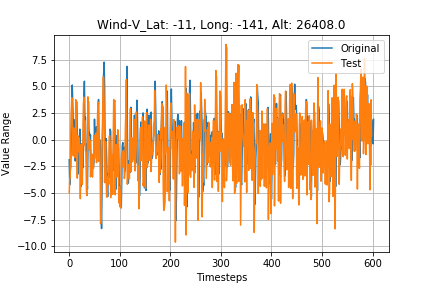 Wind-V_Lat: -11, Long: -141, Alt: 26408.0
Original
Test
Value Range
7.5
5.0
2.5
0.0
−2.5
−5.0
−7.5
−10.0
0 100 200 300 400 500 600
Timesteps